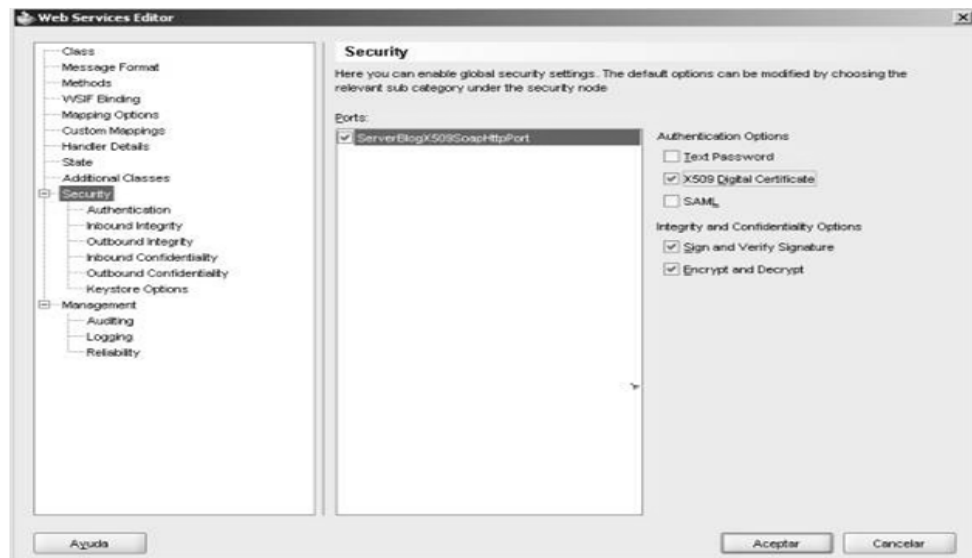 Web Services Editor
Class
Message Format
Methods
WSIF Binding
Mapping Options
Custom Mappings
Handler Details
State
Additional Classes
Security
Authentication
Inbound Integrity
Outbound Integrity
Inbound Confidentiality
Outbound Confidentiality
Keystore Options
Management
Auditing
Logging
Reliability
Security
Here you can enable global security settings. The default options can be modified by choosing the
relevant sub category under the security node
Ports:
ServerBlogX509SoapHttpPort
Authentication Options
Text Password
X509 Digital Certificate
SAML
Integrity and Confidentiality Options
Sign and Verify Signature
Encrypt and Decrypt
Ayuda
Aceptar
Cancelar